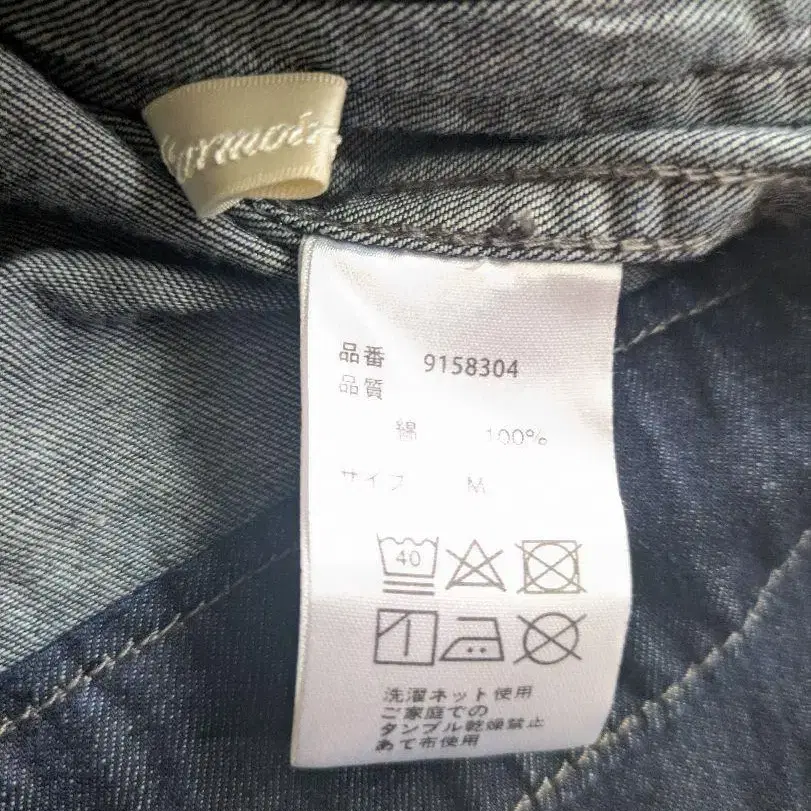 品番 9158304
品質
綿 100%
サイズ M
40
洗濯ネット使用
ご家庭での
タンブル乾燥禁止
あて布使用